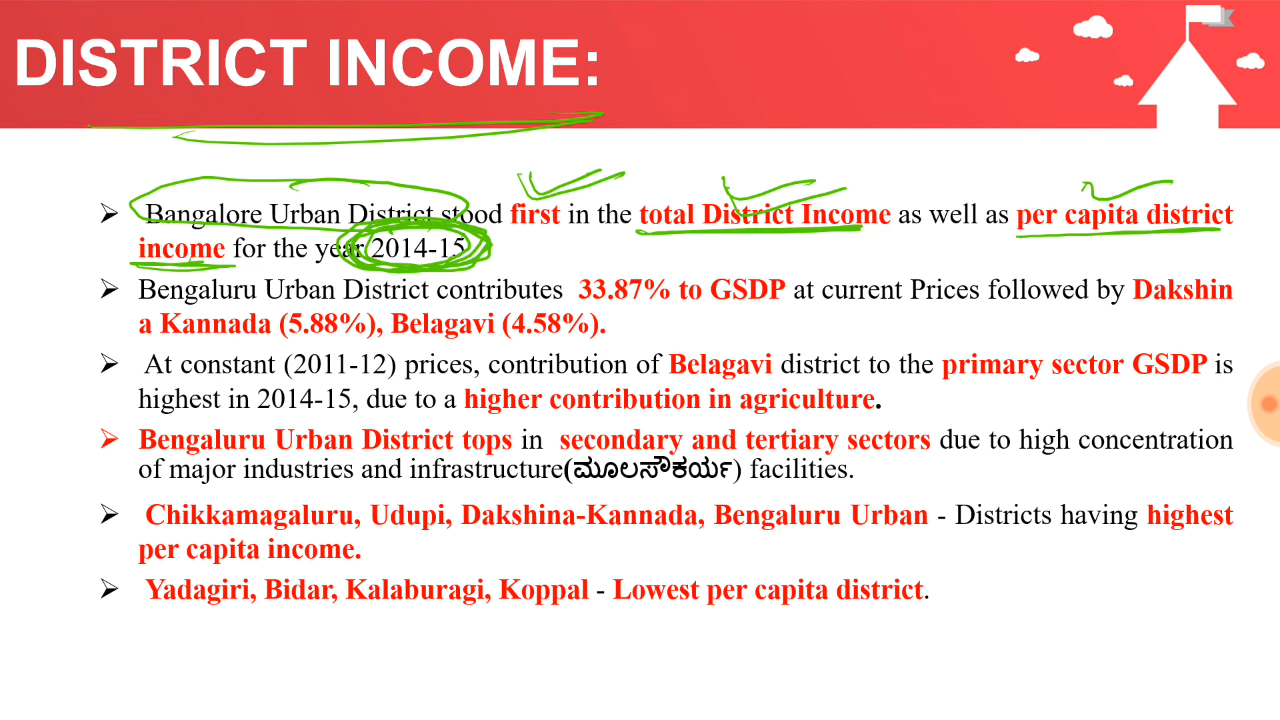 DISTRICT INCOME:
➢ Bangalore Urban District stood first in the total District Income as well as per capita district
income for the year 2014-15
➢ Bengaluru Urban District contributes 33.87% to GSDP at current Prices followed by Dakshin
a Kannada (5.88%), Belagavi (4.58%).
➢ At constant (2011-12) prices, contribution of Belagavi district to the primary sector GSDP is
highest in 2014-15, due to a higher contribution in agriculture.
➢ Bengaluru Urban District tops in secondary and tertiary sectors due to high concentration
of major industries and infrastructure(ಮೂಲಸೌಕರ್ಯ) facilities.
➢ Chikkamagaluru, Udupi, Dakshina-Kannada, Bengaluru Urban - Districts having highest
per capita income.
➢ Yadagiri, Bidar, Kalaburagi, Koppal - Lowest per capita district.